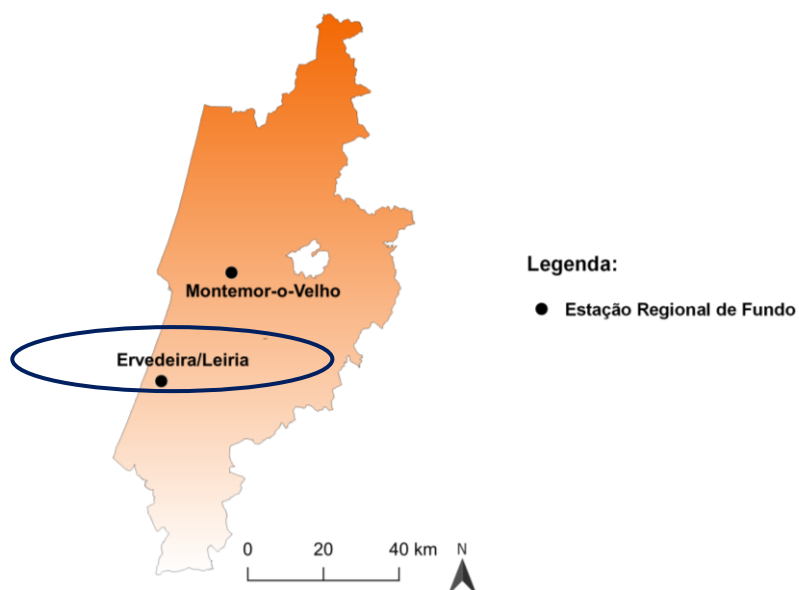 Montemor-o-Velho
Ervedeira/Leiria
Legenda:
Estação Regional de Fundo
0 20 40 km
N